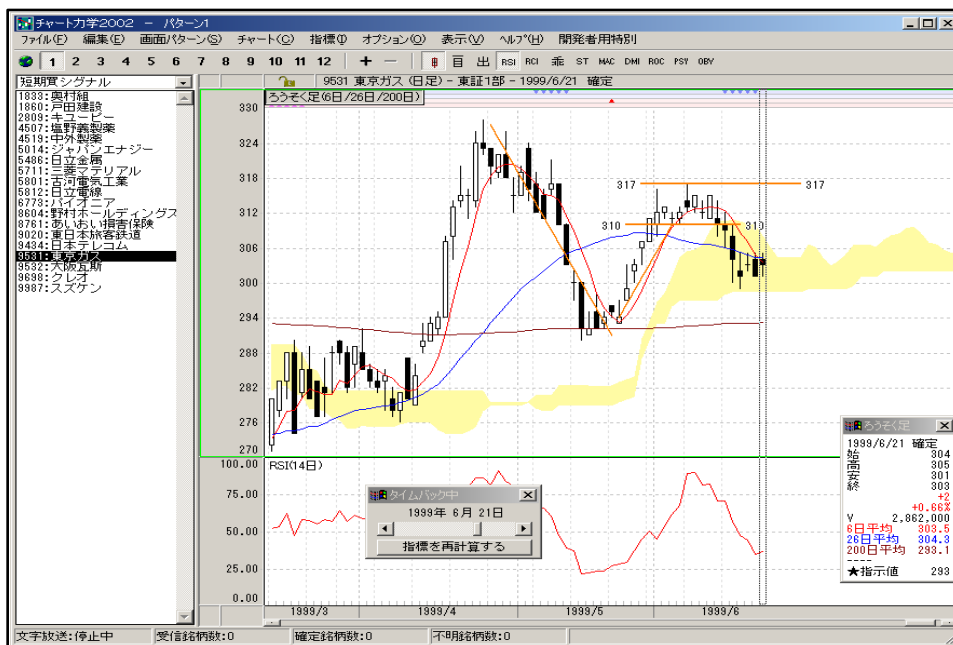 チャート力学2002 － パターン1
ファイル(F) 編集(E) 画面パターン(S) チャート(C) 指標(I) オプション(O) 表示(V) ヘルプ(H) 開発者用特別
1 2 3 4 5 6 7 8 9 10 11 12 + － 目 出 RSI RCI 乖 ST MAC DMI ROC PSY OBV
短期買シグナル
9531 東京ガス (日足) － 東証1部 － 1999/6/21 確定
1833:奥村組
1860:戸田建設
2809:キユーピー
4507:塩野義製薬
4519:中外製薬
5014:ジャパンエナジー
5486:日立金属
5711:三菱マテリアル
5801:古河電気工業
5812:日立電線
6773:パイオニア
8604:野村ホールディングス
8761:あいおい損害保険
9020:東日本旅客鉄道
9434:日本テレコム
9531:東京ガス
9532:大阪瓦斯
9698:クレオ
9987:スズケン
ろうそく足(6日/26日/200日)
330
324
318
312
306
300
294
288
282
276
270
317 317
310 310
RSI(14日)
100.00
75.00
50.00
25.00
0.00
タイムバック中
1999年 6月 21日
指標を再計算する
1999/3 1999/4 1999/5 1999/6
ろうそく足
1999/6/21 確定
始 304
高 305
安 301
終 303
+2
+0.66%
V 2,862,000
6日平均 303.5
26日平均 304.3
200日平均 293.1
----
★指示値 293
文字放送:停止中 受信銘柄数:0 確定銘柄数:0 不明銘柄数:0